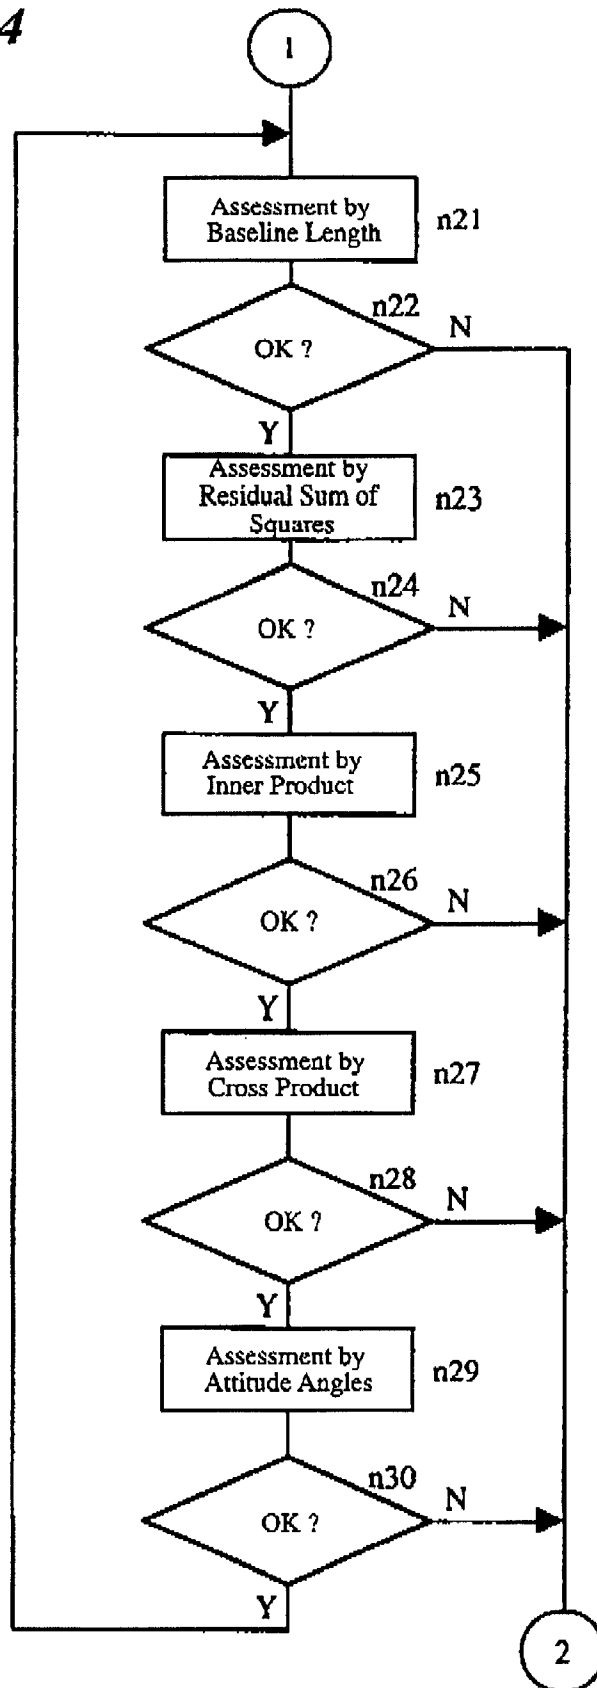 4
1
Assessment by
Baseline Length
n21
n22
OK ?
N
Y
Assessment by
Residual Sum of
Squares
n23
n24
OK ?
N
Y
Assessment by
Inner Product
n25
n26
OK ?
N
Y
Assessment by
Cross Product
n27
n28
OK ?
N
Y
Assessment by
Attitude Angles
n29
n30
OK ?
N
Y
2